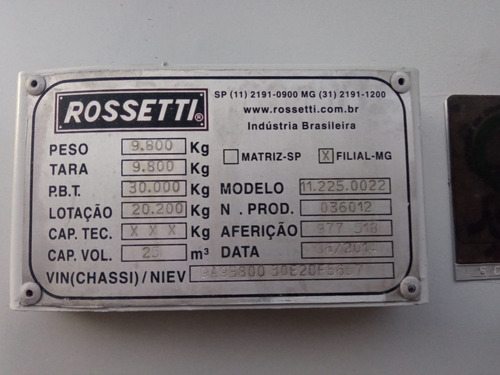 ROSSETTI®
SP (11) 2191-0900 MG (31) 2191-1200
www.rossetti.com.br
Indústria Brasileira
PESO 9.800 Kg
MATRIZ-SP X FILIAL-MG
TARA 9.800 Kg
P.B.T. 30.000 Kg
MODELO 11.225.0022
LOTAÇÃO 20.200 Kg
N . PROD. 036012
CAP. TEC. X X X Kg
AFERIÇÃO
CAP. VOL. 25 m³
DATA
VIN(CHASSI)/NIEV